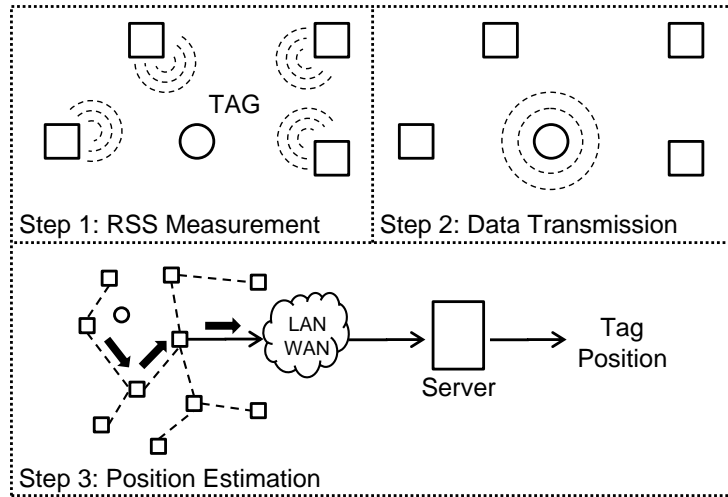 TAG
Step 1: RSS Measurement
Step 2: Data Transmission
LAN
WAN
Tag
Position
Server
Step 3: Position Estimation